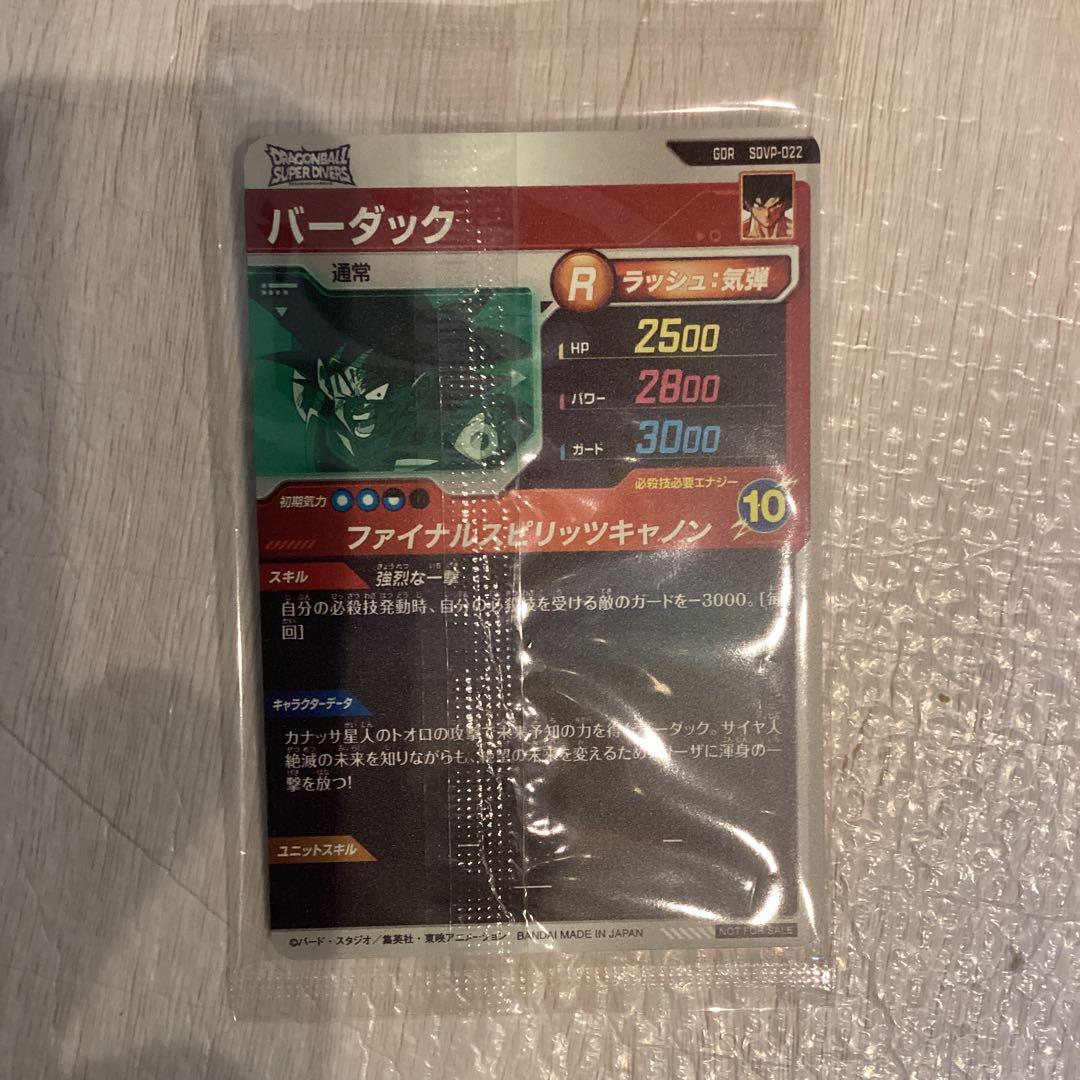 DRAGONBALL
SUPER DIVERS
GDR SDVP-022
バーダック
通常
R ラッシュ:気弾
HP 2500
パワー 2800
ガード 3000
初期気力
必殺技必要エナジー
10
ファイナルスピリッツキャノン
スキル 強烈な一撃
自分の必殺技発動時、自分の必殺技を受ける敵のガードを-3000。[毎
回]
キャラクターデータ
カナッサ星人のトオロの攻撃で未来予知の力を得 ーダック。サイヤ人
絶滅の未来を知りながらも、絶望の未来を変えるため ーザに渾身の一
撃を放つ!
ユニットスキル
©バード・スタジオ/集英社・東映アニメーション BANDAI MADE IN JAPAN
NOT FOR SALE